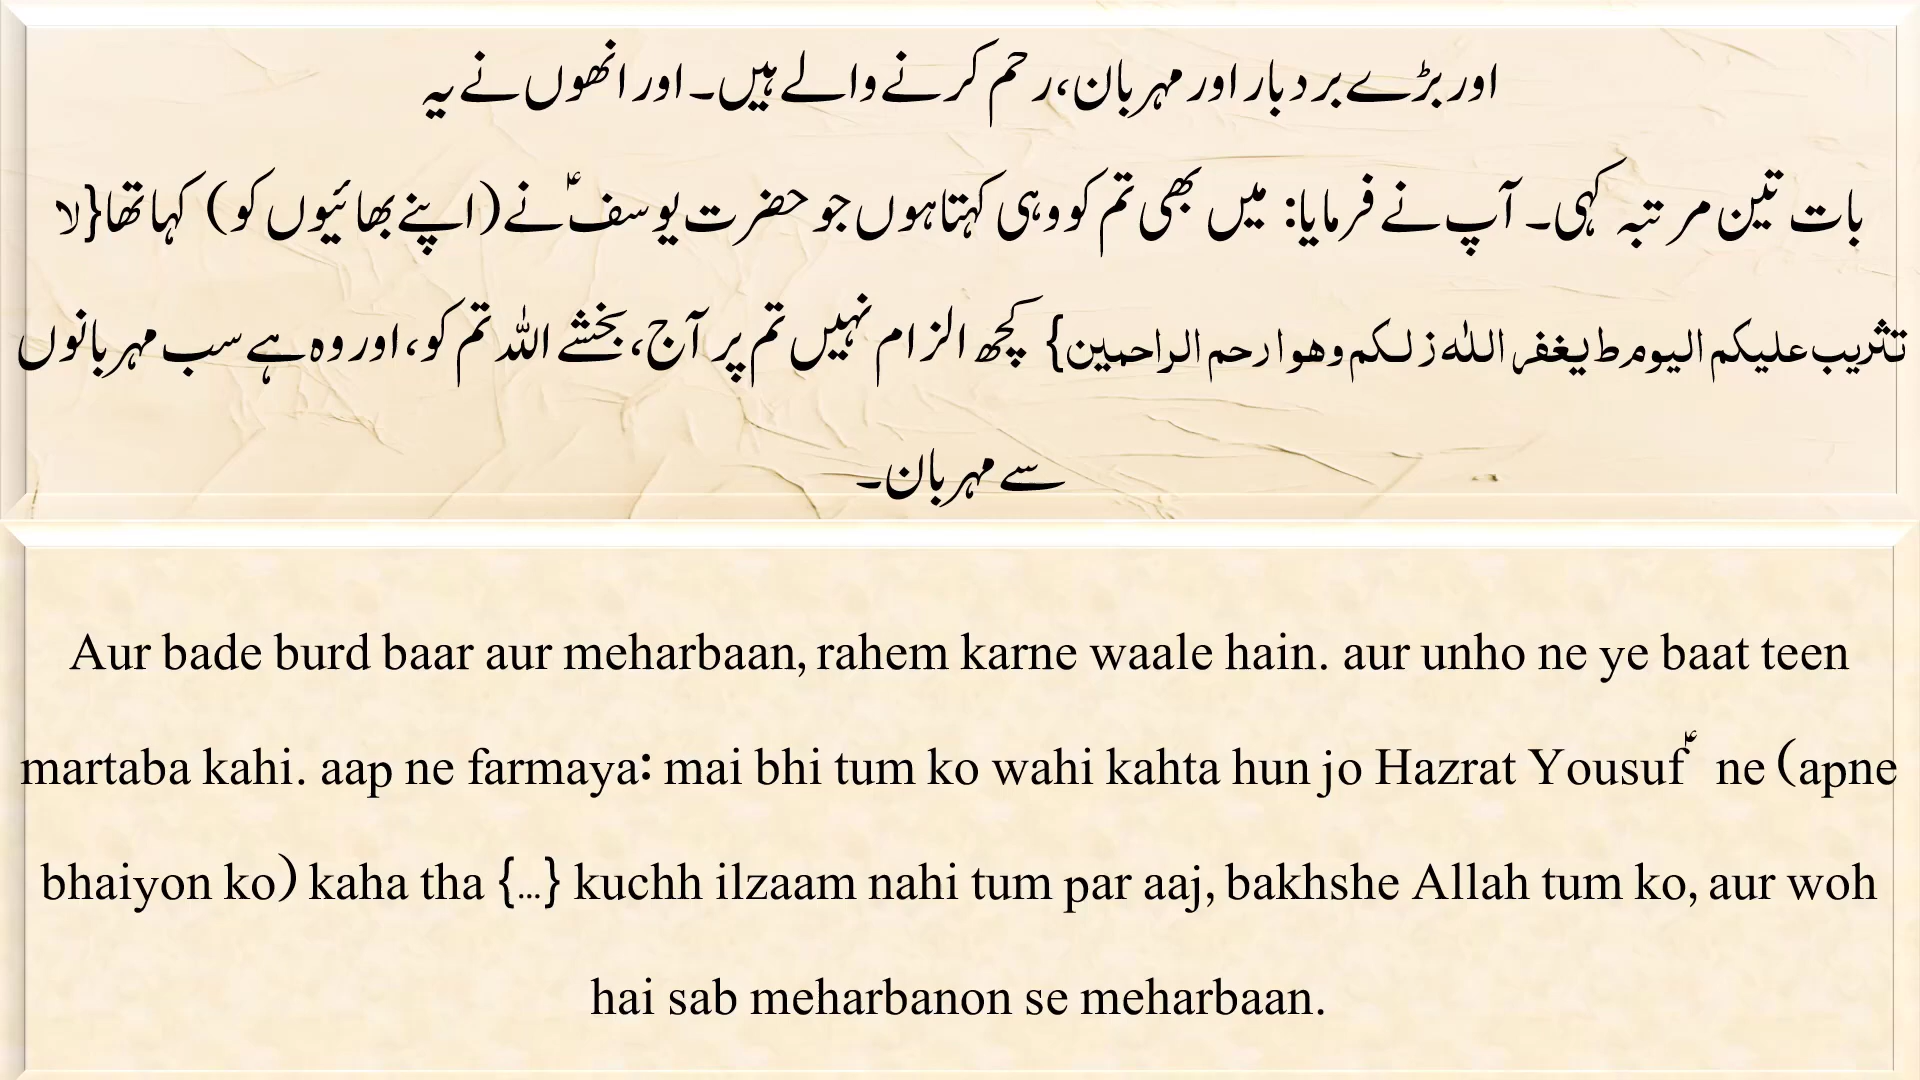 اور بڑے بردبار اور مہربان، رحم کرنے والے ہیں۔ اور انھوں نے یہ
بات تین مرتبہ کہی۔ آپ نے فرمایا: میں بھی تم کو وہی کہتا ہوں جو حضرت یوسفؑ نے (اپنے بھائیوں کو) کہا تھا {لا
تثریب علیکم الیوم ط یغفر اللہ ز لکم وھو ارحم الراحمین} کچھ الزام نہیں تم پر آج، بخشے اللہ تم کو، اور وہ ہے سب مہربانوں
سے مہربان۔
Aur bade burd baar aur meharbaan, rahem karne waale hain. aur unho ne ye baat teen
martaba kahi. aap ne farmaya: mai bhi tum ko wahi kahta hun jo Hazrat Yousufؑ ne (apne
bhaiyon ko) kaha tha {...} kuchh ilzaam nahi tum par aaj, bakhshe Allah tum ko, aur woh
hai sab meharbanon se meharbaan.